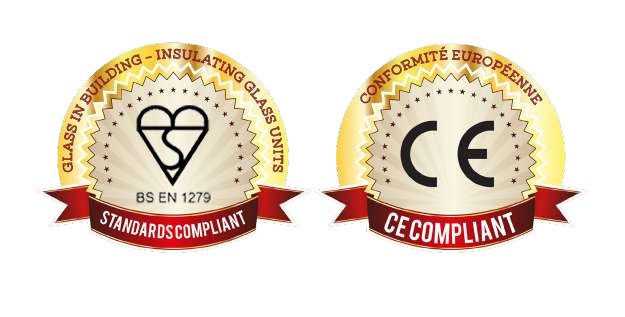 GLASS IN BUILDING – INSULATING GLASS UNITS
BS EN 1279
STANDARDS COMPLIANT
CONFORMITÉ EUROPÉENNE
CE
CE COMPLIANT